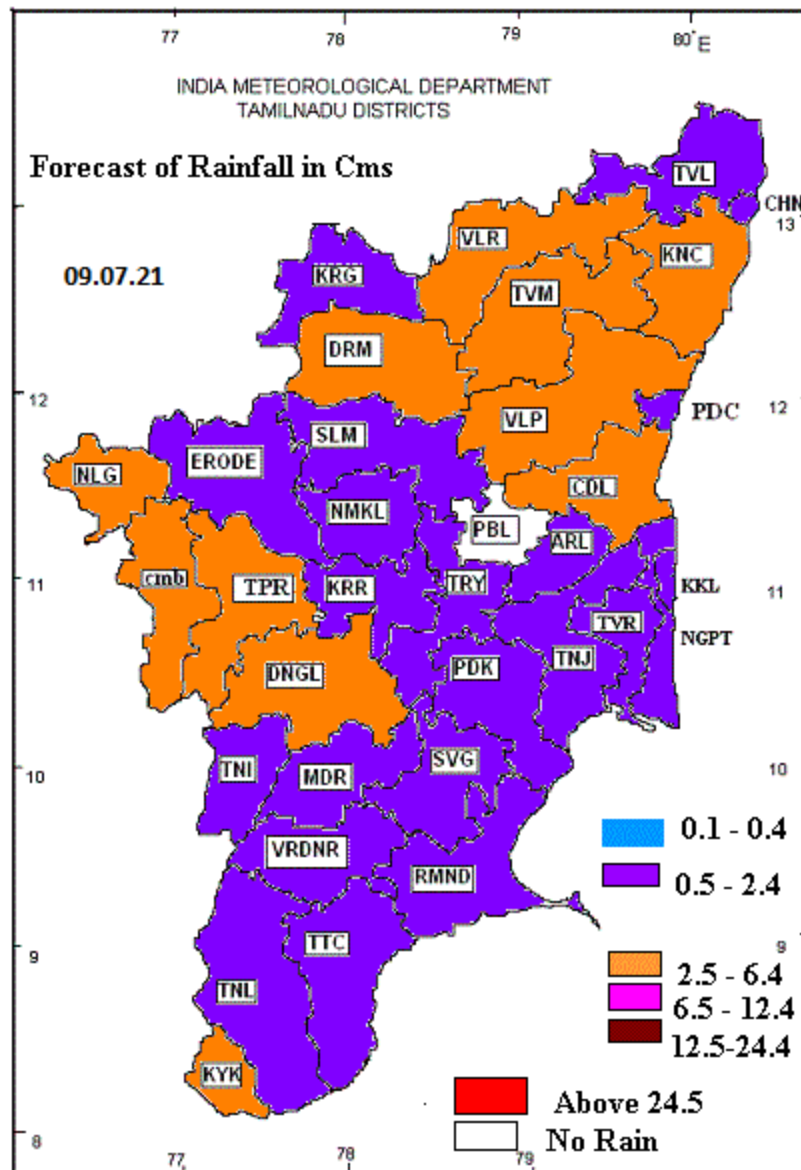 77 78 79 80° E
INDIA METEOROLOGICAL DEPARTMENT
TAMILNADU DISTRICTS
Forecast of Rainfall in Cms
TVL
CHN
13
VLR
KNC
09.07.21
KRG
TVM
DRM
12
12
PDC
VLP
SLM
ERODE
NLG
CDL
NMKL
PBL
ARL
11
cmb
TPR
KRR
TRY
KKL
11
TVR
NGPT
DNGL
PDK
TNJ
10
TNI
MDR
SVG
10
0.1 - 0.4
VRDNR
RMND
0.5 - 2.4
9
TTC
9
TNL
2.5 - 6.4
6.5 - 12.4
12.5-24.4
KYK
Above 24.5
8
No Rain
77 78 79